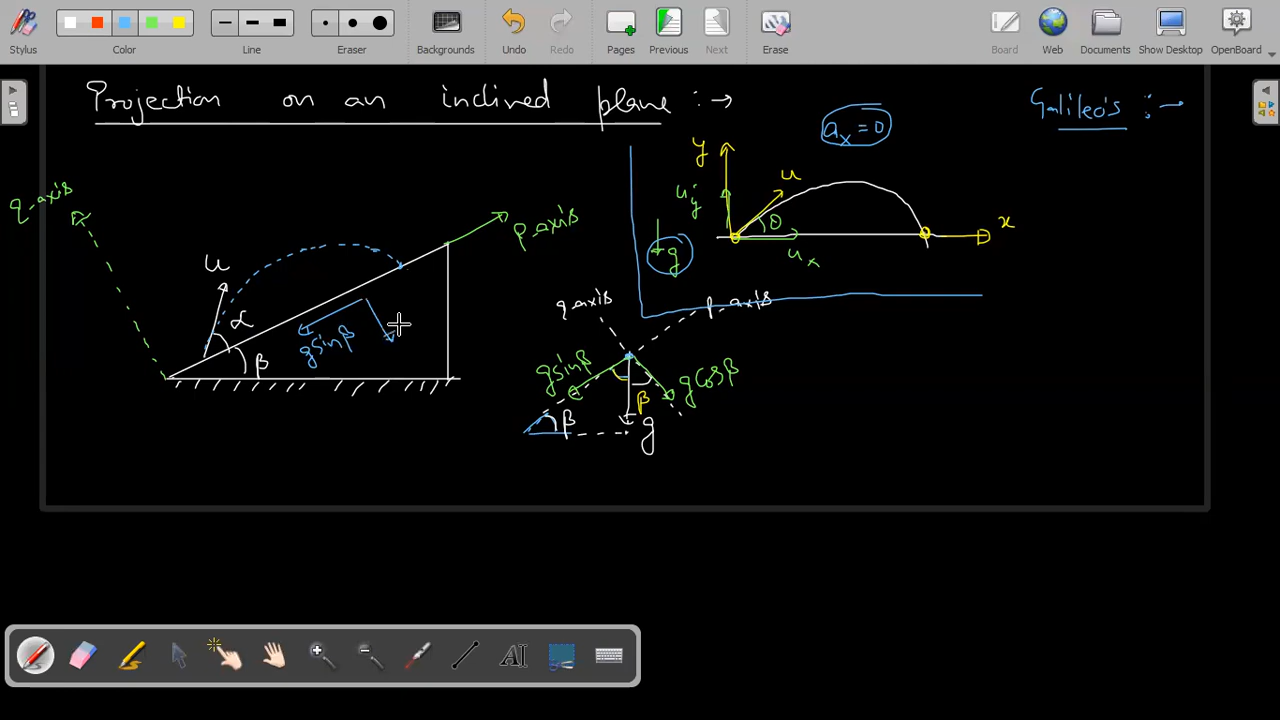 Stylus
Color
Line
Eraser
Backgrounds
Undo
Redo
Pages
Previous
Next
Erase
Board
Web
Documents
Show Desktop
OpenBoard
Projection on an inclined plane :→
Galileo's :→
aₓ = 0
y
u
u_y
θ
x
uₓ
g
q-axis
p-axis
u
α
g sinβ
β
q axis
p axis
g sinβ
g cosβ
β
β
g